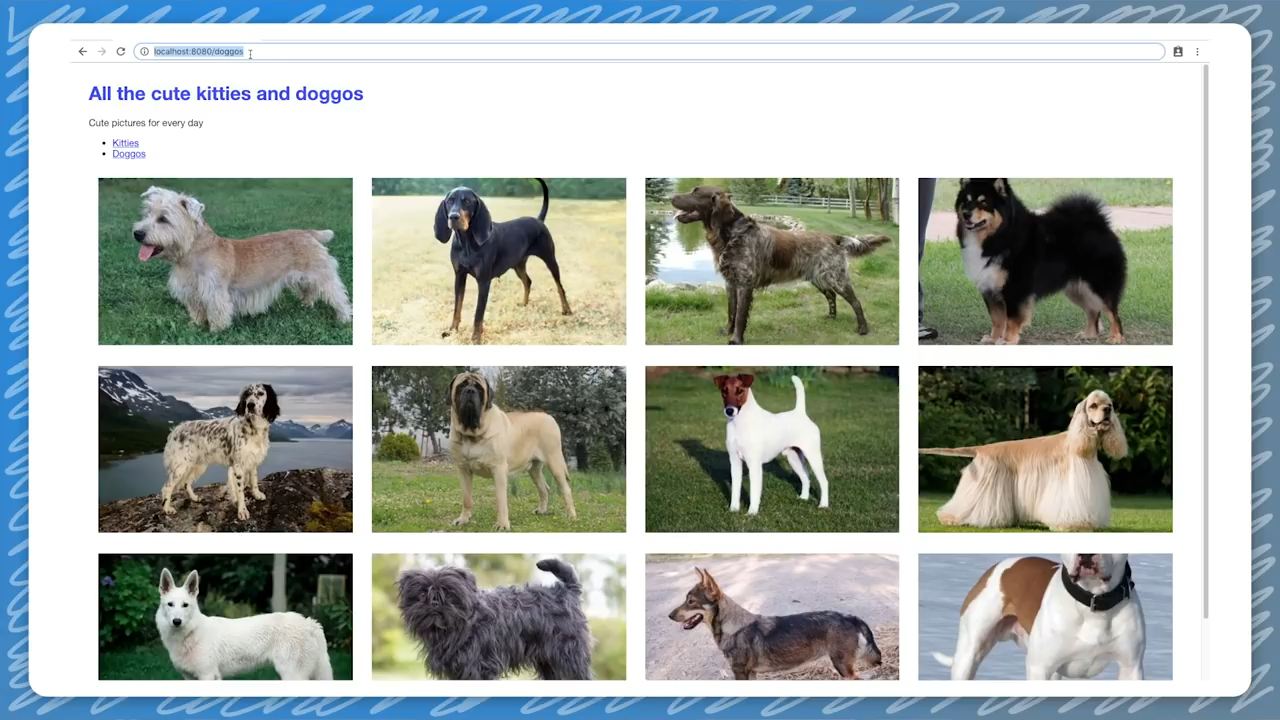 localhost:8080/doggos
All the cute kitties and doggos
Cute pictures for every day
Kitties
Doggos